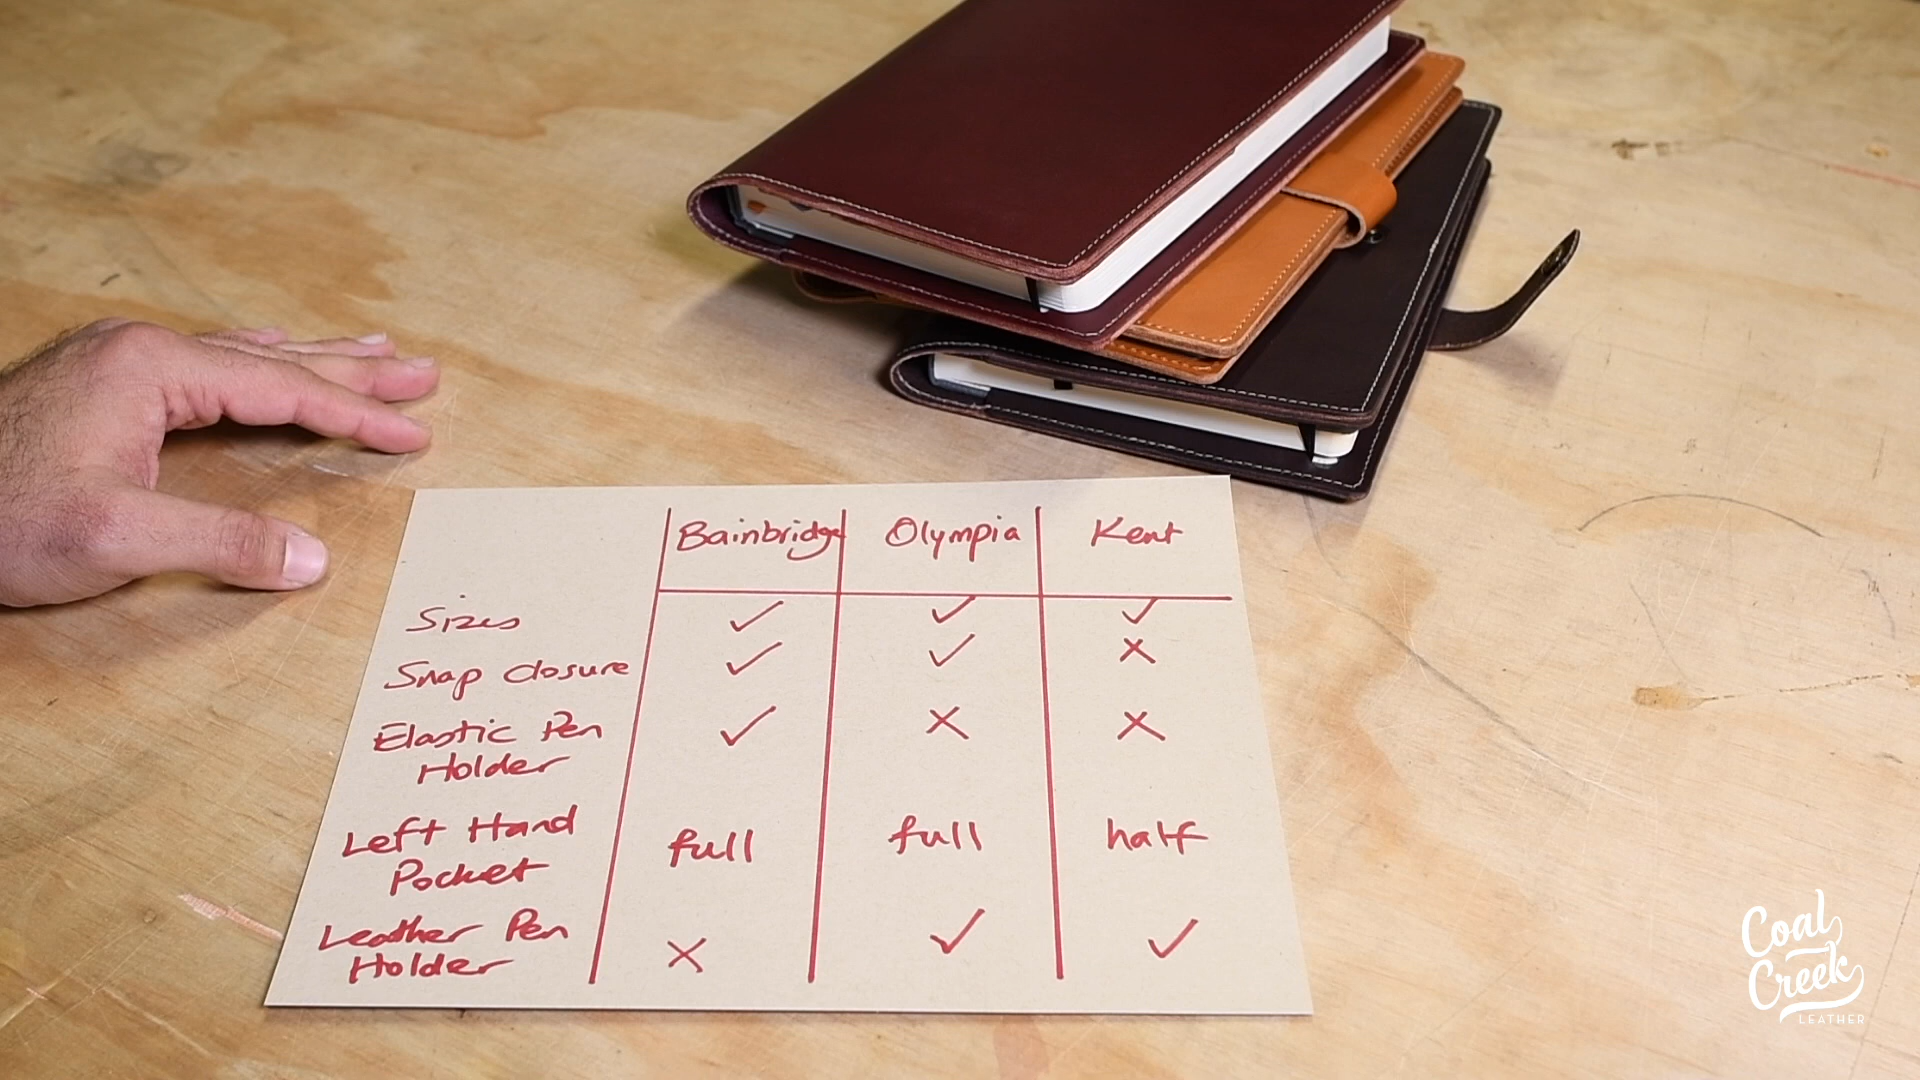 Bainbridge Olympia Kent
Sizes ✓ ✓ ✓
Snap closure ✓ ✓ ✗
Elastic Pen
Holder ✓ ✗ ✗
Left Hand
Pocket full full half
Leather Pen
Holder ✗ ✓ ✓
Coal
Creek
LEATHER